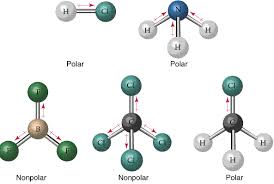 H Cl
N
H H
H
Polar Polar
F
B
F F
Cl
C
Cl Cl
Cl
Cl
C
H H
H
Nonpolar Nonpolar Polar